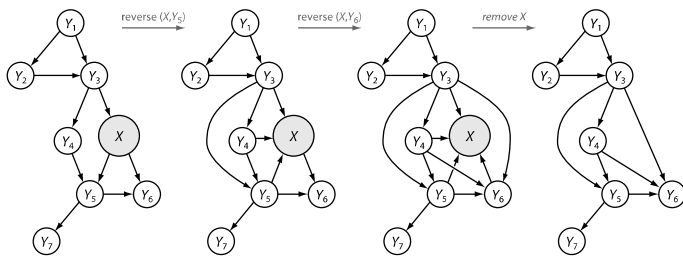 reverse (X,Y5)
reverse (X,Y6)
remove X
Y1
Y2
Y3
Y4
X
Y5
Y6
Y7
Y1
Y2
Y3
Y4
X
Y5
Y6
Y7
Y1
Y2
Y3
Y4
X
Y5
Y6
Y7
Y1
Y2
Y3
Y4
Y5
Y6
Y7